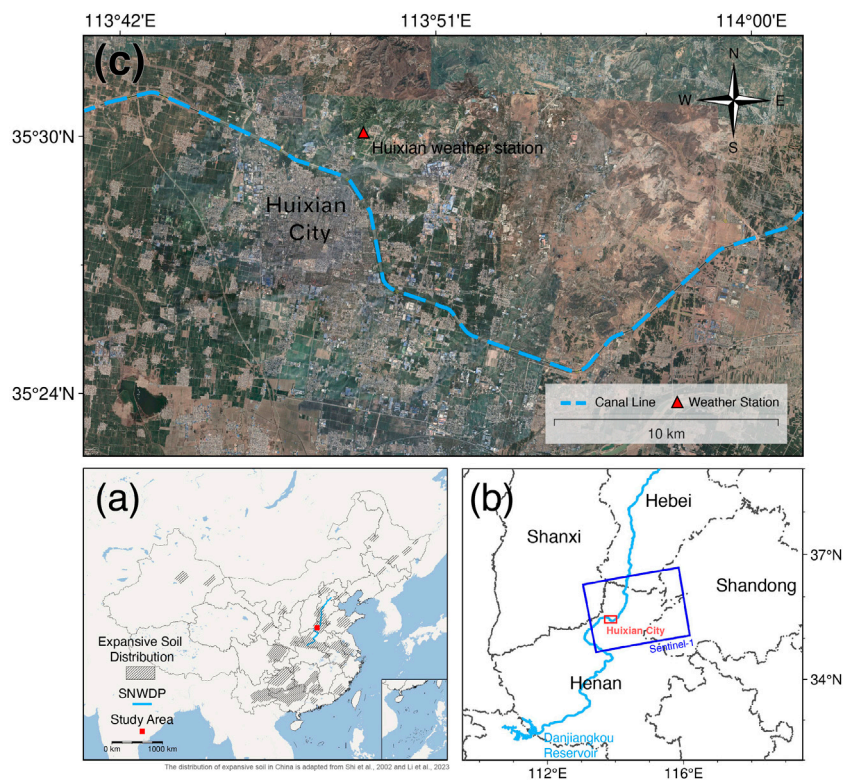 113°42'E
113°51'E
114°00'E
(c)
N
W
E
S
35°30'N
Huixian weather station
Huixian
City
35°24'N
Canal Line
Weather Station
10 km
(a)
Expansive Soil
Distribution
SNWDP
Study Area
0 km
1000 km
The distribution of expansive soil in China is adapted from Shi et al., 2002 and Li et al., 2023
(b)
Hebei
Shanxi
37°N
Shandong
Huixian City
Sentinel-1
34°N
Henan
Danjiangkou
Reservoir
112°E
116°E